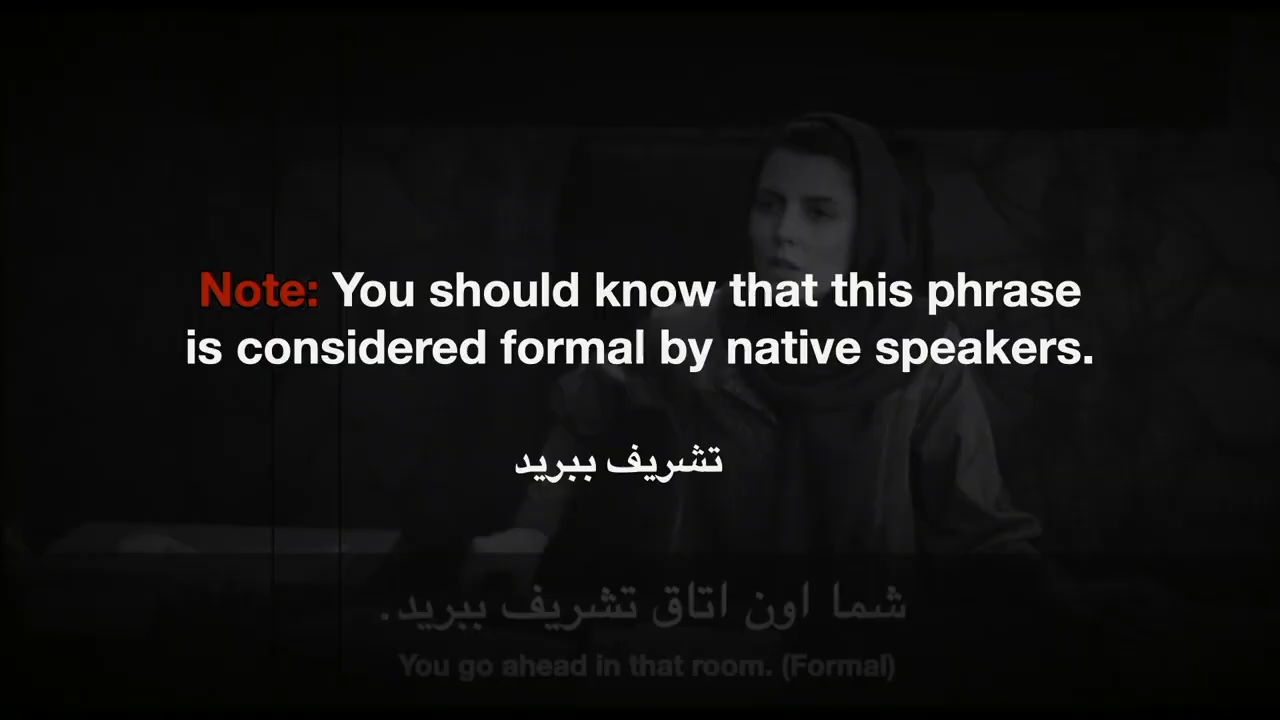 Note: You should know that this phrase
is considered formal by native speakers.
تشریف ببرید
شما اون اتاق تشریف ببرید.
You go ahead in that room. (Formal)